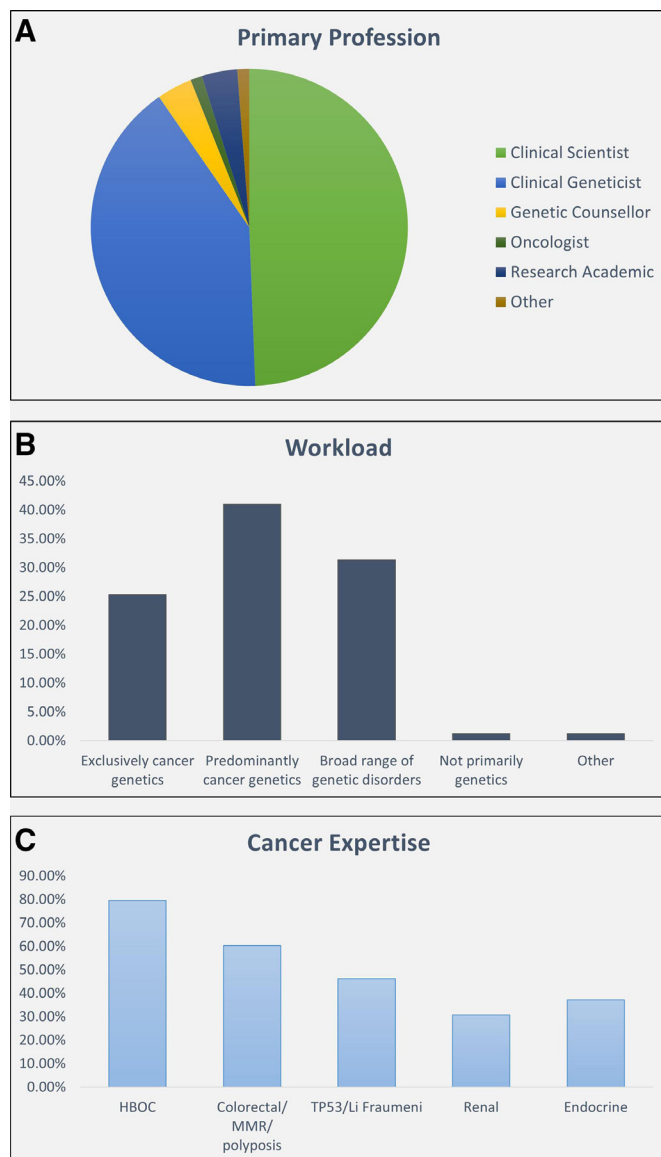 A
Primary Profession
Clinical Scientist
Clinical Geneticist
Genetic Counsellor
Oncologist
Research Academic
Other
B
Workload
45.00%
40.00%
35.00%
30.00%
25.00%
20.00%
15.00%
10.00%
5.00%
0.00%
Exclusively cancer
genetics
Predominantly
cancer genetics
Broad range of
genetic disorders
Not primarily
genetics
Other
C
Cancer Expertise
90.00%
80.00%
70.00%
60.00%
50.00%
40.00%
30.00%
20.00%
10.00%
0.00%
HBOC
Colorectal/
MMR/
polyposis
TP53/Li Fraumeni
Renal
Endocrine